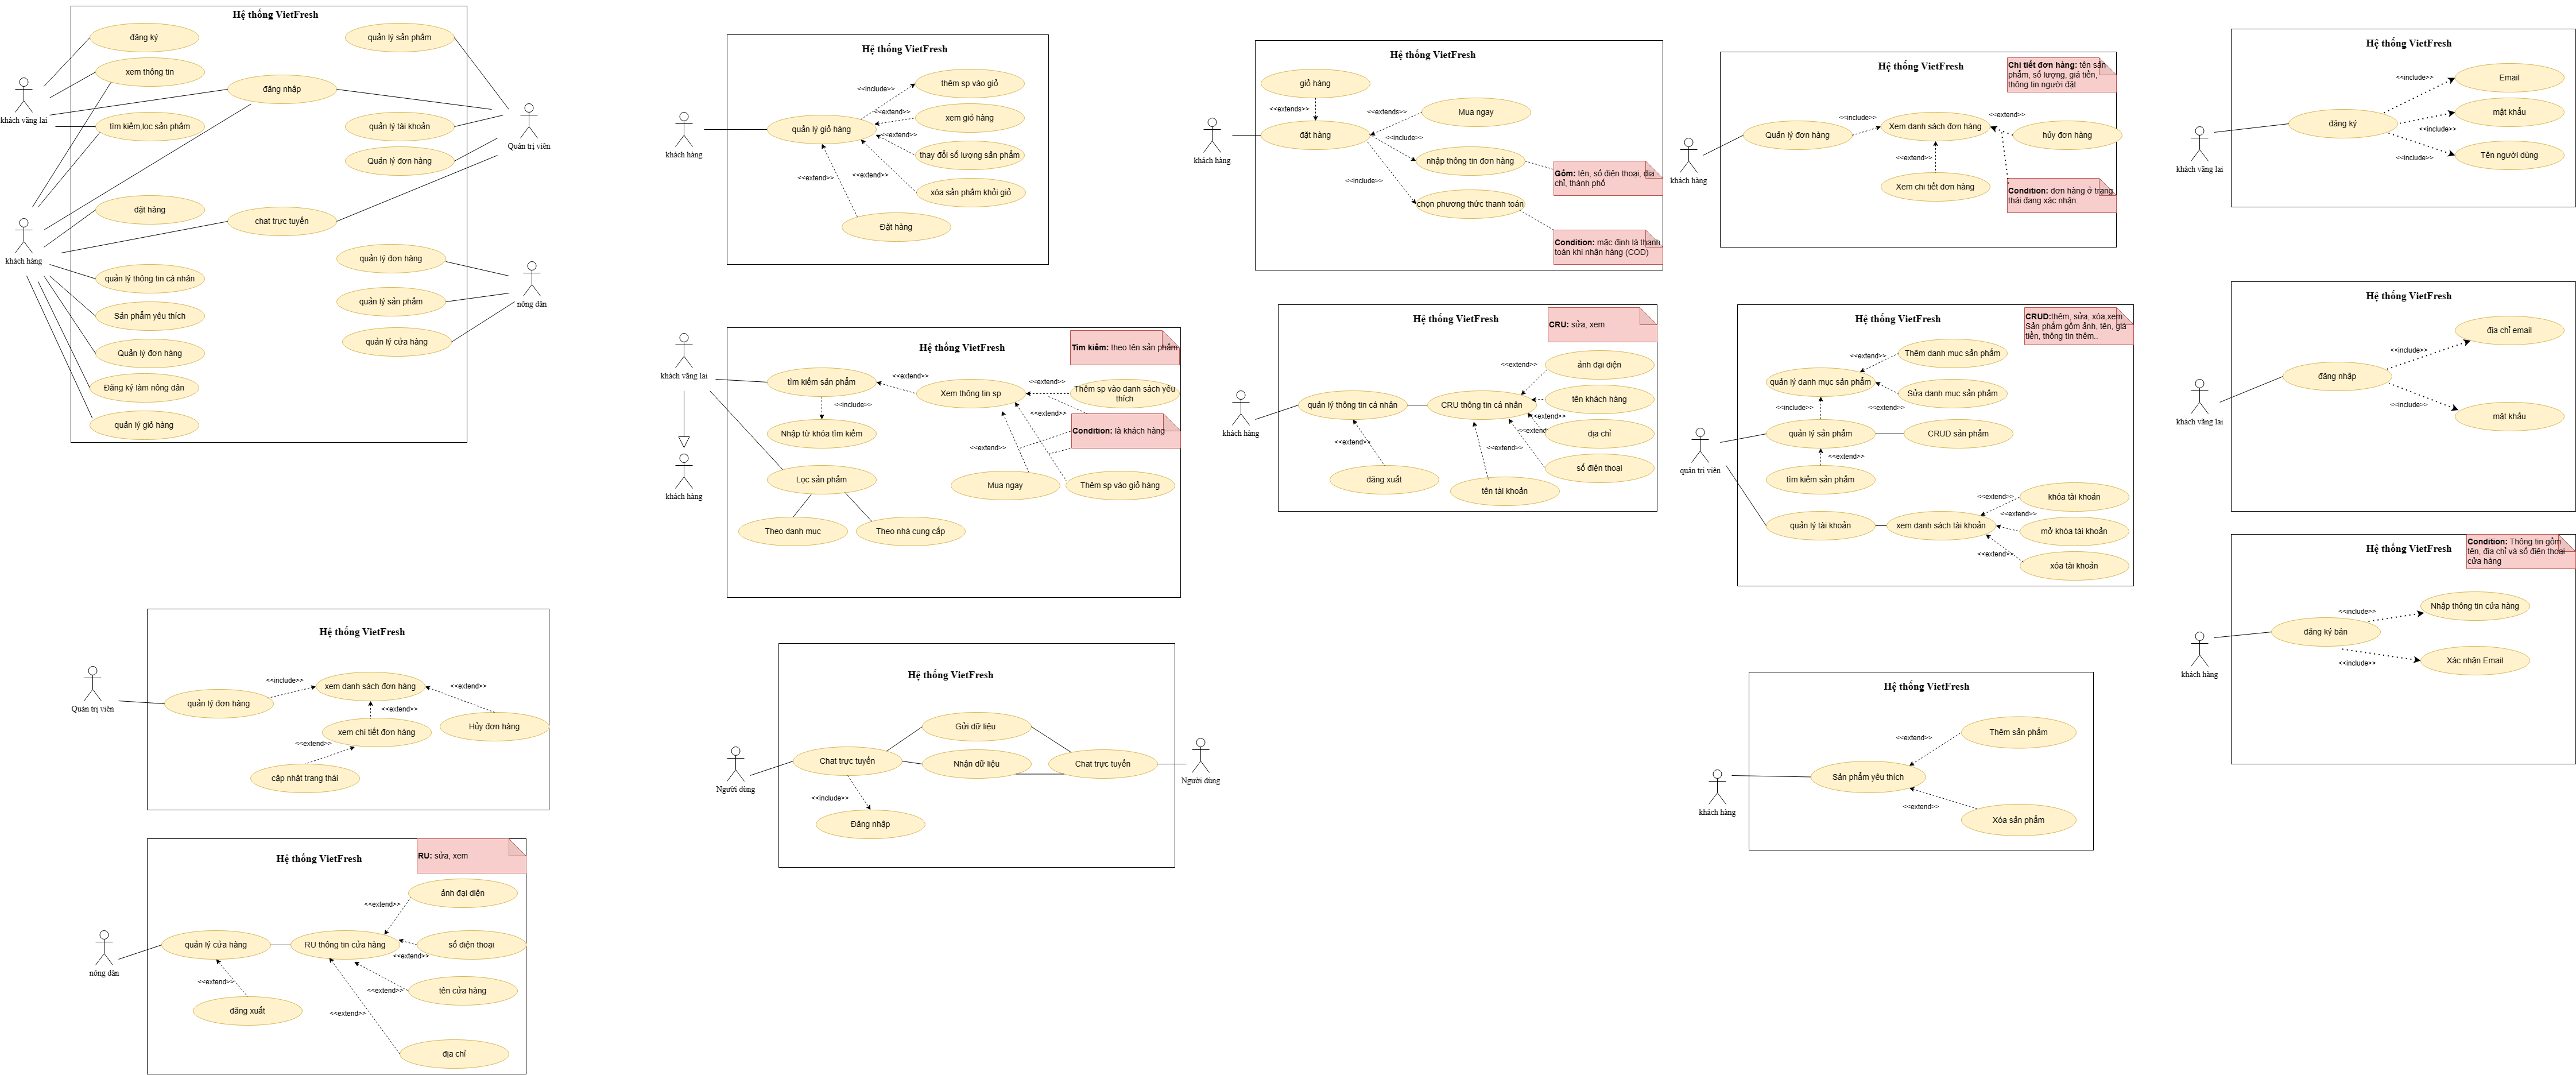 Hệ thống VietFresh
đăng ký
quản lý sản phẩm
xem thông tin
đăng nhập
khách vãng lai
tìm kiếm,lọc sản phẩm
quản lý tài khoản
Quản trị viên
Quản lý đơn hàng
đặt hàng
chat trực tuyến
khách hàng
quản lý đơn hàng
quản lý thông tin cá nhân
quản lý sản phẩm
nông dân
Sản phẩm yêu thích
quản lý cửa hàng
Quản lý đơn hàng
Đăng ký làm nông dân
quản lý giỏ hàng
Hệ thống VietFresh
thêm sp vào giỏ
<<include>>
<<extend>>
xem giỏ hàng
quản lý giỏ hàng
<<extend>>
khách hàng
thay đổi số lượng sản phẩm
<<extend>>
<<extend>>
xóa sản phẩm khỏi giỏ
Đặt hàng
Hệ thống VietFresh
giỏ hàng
<<extends>>
<<extends>>
Mua ngay
đặt hàng
<<include>>
khách hàng
nhập thông tin đơn hàng
<<include>>
Gồm: tên, số điện thoại, địa
chỉ, thành phố
chọn phương thức thanh toán
Condition: mặc định là thanh
toán khi nhận hàng (COD)
Hệ thống VietFresh
Chi tiết đơn hàng: tên sản
phẩm, số lượng, giá tiền,
thông tin người đặt
<<include>>
<<extend>>
Quản lý đơn hàng
Xem danh sách đơn hàng
hủy đơn hàng
<<extend>>
khách hàng
Xem chi tiết đơn hàng
Condition: đơn hàng ở trạng
thái đang xác nhận.
Hệ thống VietFresh
<<include>>
Email
mật khẩu
đăng ký
<<include>>
<<include>>
Tên người dùng
khách vãng lai
Hệ thống VietFresh
Tìm kiếm: theo tên sản phẩm
khách vãng lai
tìm kiếm sản phẩm
<<extend>>
Xem thông tin sp
<<extend>>
Thêm sp vào danh sách yêu
thích
<<include>>
<<extend>>
Condition: là khách hàng
Nhập từ khóa tìm kiếm
<<extend>>
Lọc sản phẩm
Mua ngay
Thêm sp vào giỏ hàng
khách hàng
Theo danh mục
Theo nhà cung cấp
Hệ thống VietFresh
CRU: sửa, xem
<<extend>>
ảnh đại diện
quản lý thông tin cá nhân
CRU thông tin cá nhân
tên khách hàng
<<extend>>
khách hàng
<<extend>>
<<extend>>
địa chỉ
<<extend>>
số điện thoại
đăng xuất
tên tài khoản
Hệ thống VietFresh
CRUD:thêm, sửa, xóa,xem
Sản phẩm gồm ảnh, tên, giá
tiền, thông tin thêm..
<<extend>>
Thêm danh mục sản phẩm
quản lý danh mục sản phẩm
Sửa danh mục sản phẩm
<<include>>
<<extend>>
quản lý sản phẩm
CRUD sản phẩm
<<extend>>
quản trị viên
tìm kiếm sản phẩm
<<extend>>
khóa tài khoản
<<extend>>
quản lý tài khoản
xem danh sách tài khoản
mở khóa tài khoản
<<extend>>
xóa tài khoản
Hệ thống VietFresh
địa chỉ email
<<include>>
đăng nhập
<<include>>
mật khẩu
khách vãng lai
Hệ thống VietFresh
Condition: Thông tin gồm
tên, địa chỉ và số điện thoại
cửa hàng
<<include>>
Nhập thông tin cửa hàng
đăng ký bán
<<include>>
Xác nhận Email
khách hàng
Hệ thống VietFresh
<<include>>
xem danh sách đơn hàng
<<extend>>
quản lý đơn hàng
Quản trị viên
<<extend>>
Hủy đơn hàng
xem chi tiết đơn hàng
<<extend>>
cập nhật trang thái
Hệ thống VietFresh
Gửi dữ liệu
Chat trực tuyến
Nhận dữ liệu
Chat trực tuyến
Người dùng
Người dùng
<<include>>
Đăng nhập
Hệ thống VietFresh
Thêm sản phẩm
<<extend>>
Sản phẩm yêu thích
<<extend>>
khách hàng
Xóa sản phẩm
Hệ thống VietFresh
RU: sửa, xem
ảnh đại diện
<<extend>>
quản lý cửa hàng
RU thông tin cửa hàng
số điện thoại
<<extend>>
nông dân
<<extend>>
<<extend>>
tên cửa hàng
đăng xuất
<<extend>>
địa chỉ